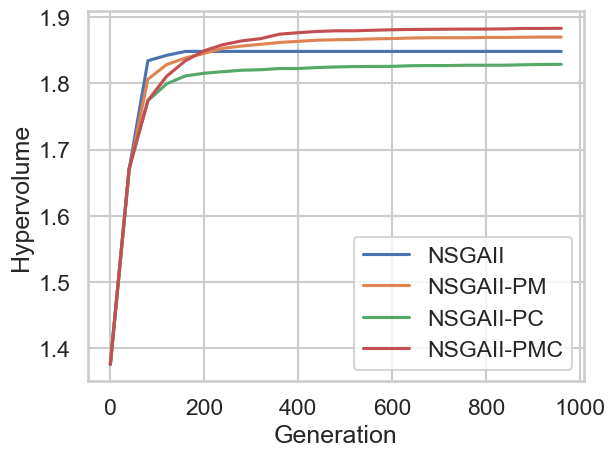 1.9
1.8
1.7
1.6
1.5
1.4
Hypervolume
0
200
400
600
800
1000
Generation
NSGAII
NSGAII-PM
NSGAII-PC
NSGAII-PMC